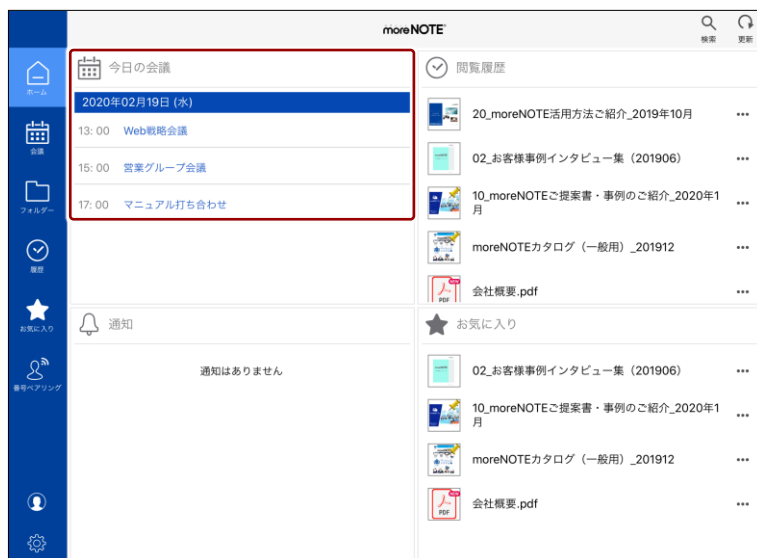 moreNOTE
検索
更新
ホーム
会議
フォルダー
履歴
お気に入り
番号ペアリング
今日の会議
2020年02月19日 (水)
13: 00 Web戦略会議
15: 00 営業グループ会議
17: 00 マニュアル打ち合わせ
閲覧履歴
20_moreNOTE活用方法ご紹介_2019年10月
02_お客様事例インタビュー集（201906）
10_moreNOTEご提案書・事例のご紹介_2020年1
月
moreNOTEカタログ（一般用）_201912
NEW
PDF
会社概要.pdf
通知
通知はありません
お気に入り
02_お客様事例インタビュー集（201906）
10_moreNOTEご提案書・事例のご紹介_2020年1
月
moreNOTEカタログ（一般用）_201912
NEW
PDF
会社概要.pdf